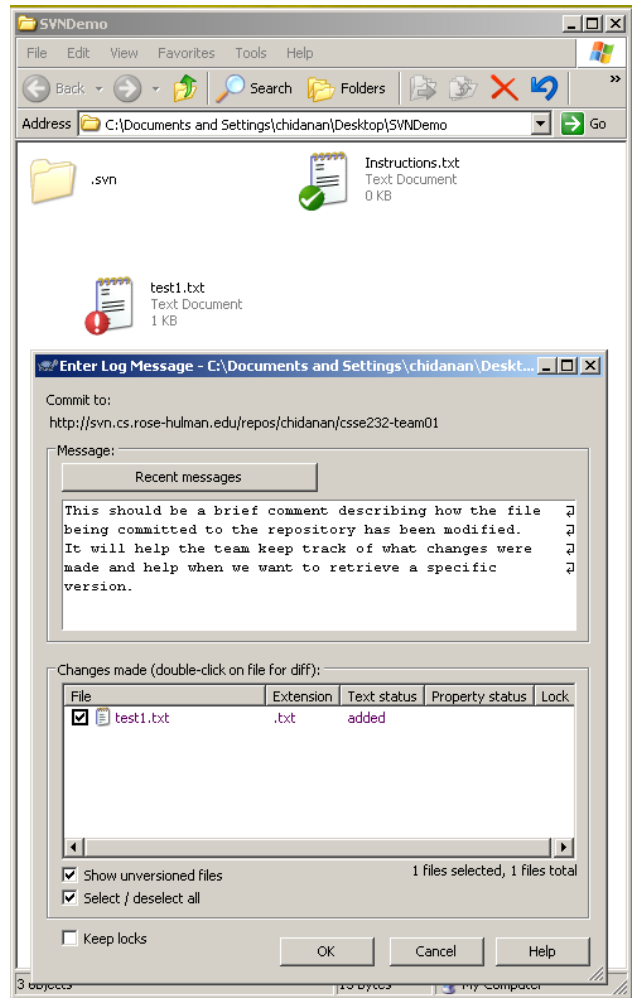 SVNDemo
File Edit View Favorites Tools Help
Back Search Folders »
Address C:\Documents and Settings\chidanan\Desktop\SVNDemo Go
.svn
Instructions.txt
Text Document
0 KB
test1.txt
Text Document
1 KB
Enter Log Message - C:\Documents and Settings\chidanan\Deskt...
Commit to:
http://svn.cs.rose-hulman.edu/repos/chidanan/csse232-team01
Message:
Recent messages
This should be a brief comment describing how the file
being committed to the repository has been modified.
It will help the team keep track of what changes were
made and help when we want to retrieve a specific
version.
Changes made (double-click on file for diff):
File Extension Text status Property status Lock
test1.txt .txt added
Show unversioned files
1 files selected, 1 files total
Select / deselect all
Keep locks
OK Cancel Help
3 objects My Computer